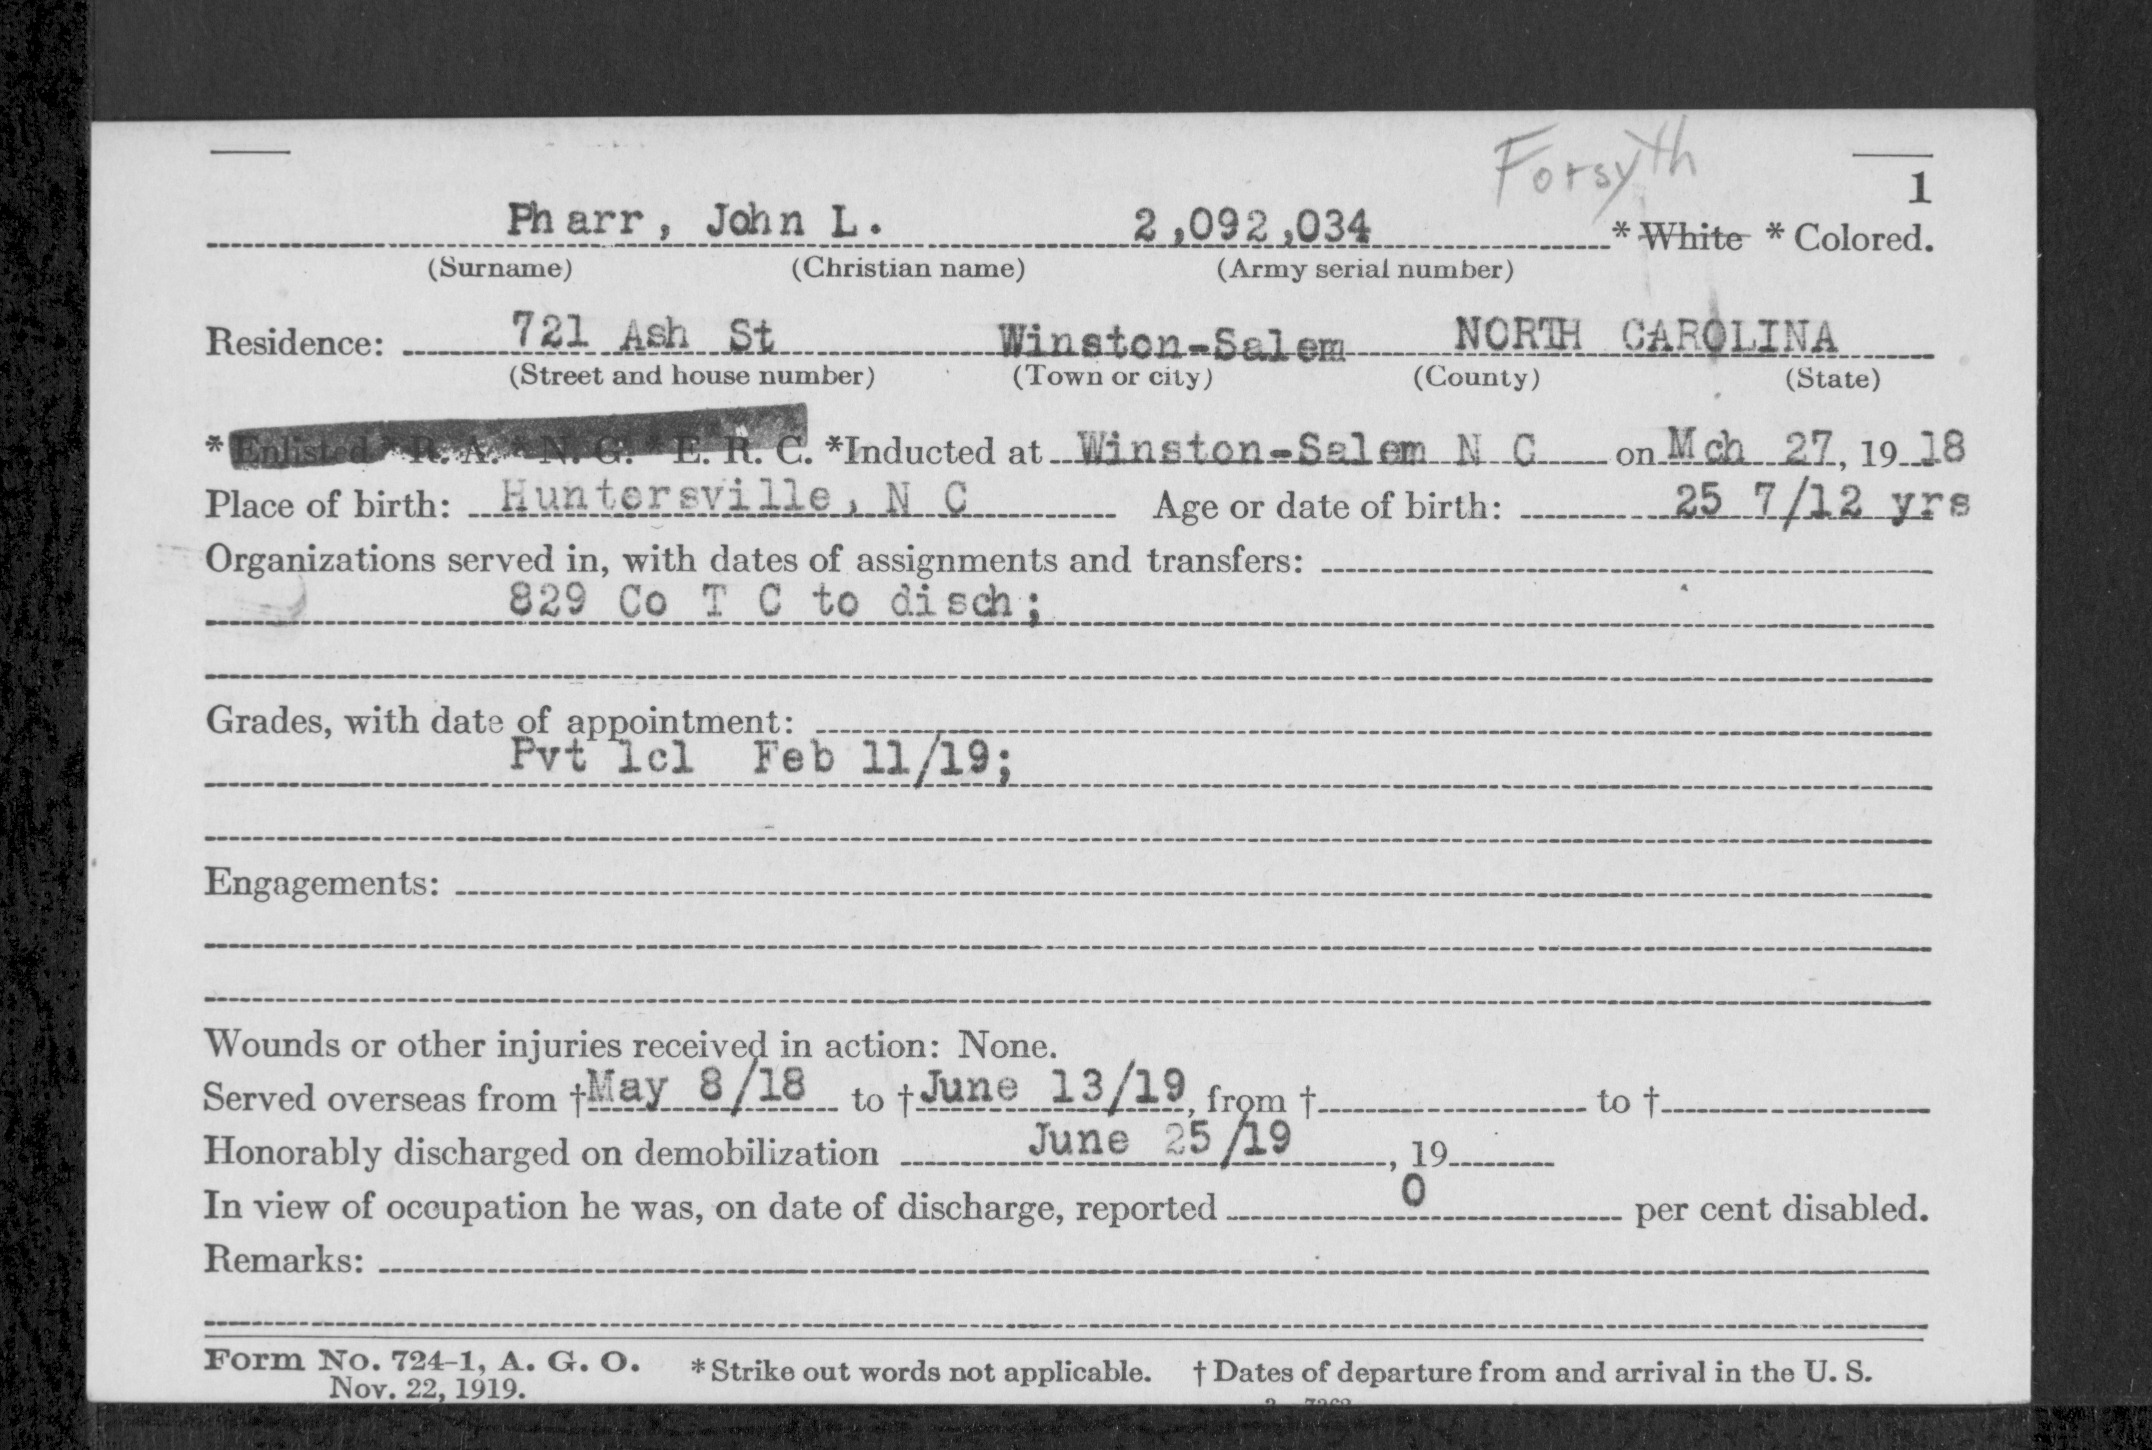 Forsyth
1
Pharr, John L. 2,092,034 * White * Colored.
(Surname) (Christian name) (Army serial number)
Residence: 721 Ash St Winston-Salem NORTH CAROLINA
(Street and house number) (Town or city) (County) (State)
* Enlisted * R. A. * N. G. * E. R. C. *Inducted at Winston-Salem N C on Mch 27, 19 18
Place of birth: Huntersville, N C Age or date of birth: 25 7/12 yrs
Organizations served in, with dates of assignments and transfers:
829 Co T C to disch;
Grades, with date of appointment:
Pvt 1cl Feb 11/19;
Engagements:
Wounds or other injuries received in action: None.
Served overseas from †May 8/18 to †June 13/19, from † to †
Honorably discharged on demobilization June 25/19, 19
In view of occupation he was, on date of discharge, reported 0 per cent disabled.
Remarks:
Form No. 724-1, A. G. O. *Strike out words not applicable. †Dates of departure from and arrival in the U. S.
Nov. 22, 1919.